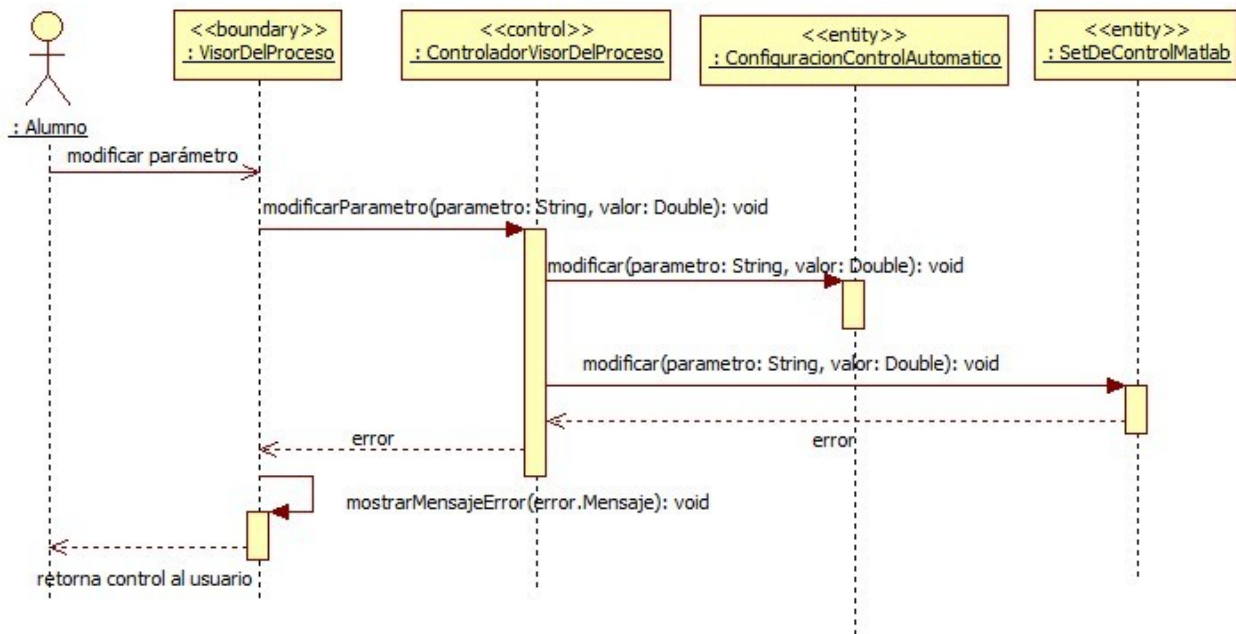 <<boundary>>
: VisorDelProceso
<<control>>
: ControladorVisorDelProceso
<<entity>>
: ConfiguracionControlAutomatico
<<entity>>
: SetDeControlMatlab
: Alumno
modificar parámetro
modificarParametro(parametro: String, valor: Double): void
modificar(parametro: String, valor: Double): void
modificar(parametro: String, valor: Double): void
error
error
mostrarMensajeError(error.Mensaje): void
retorna control al usuario